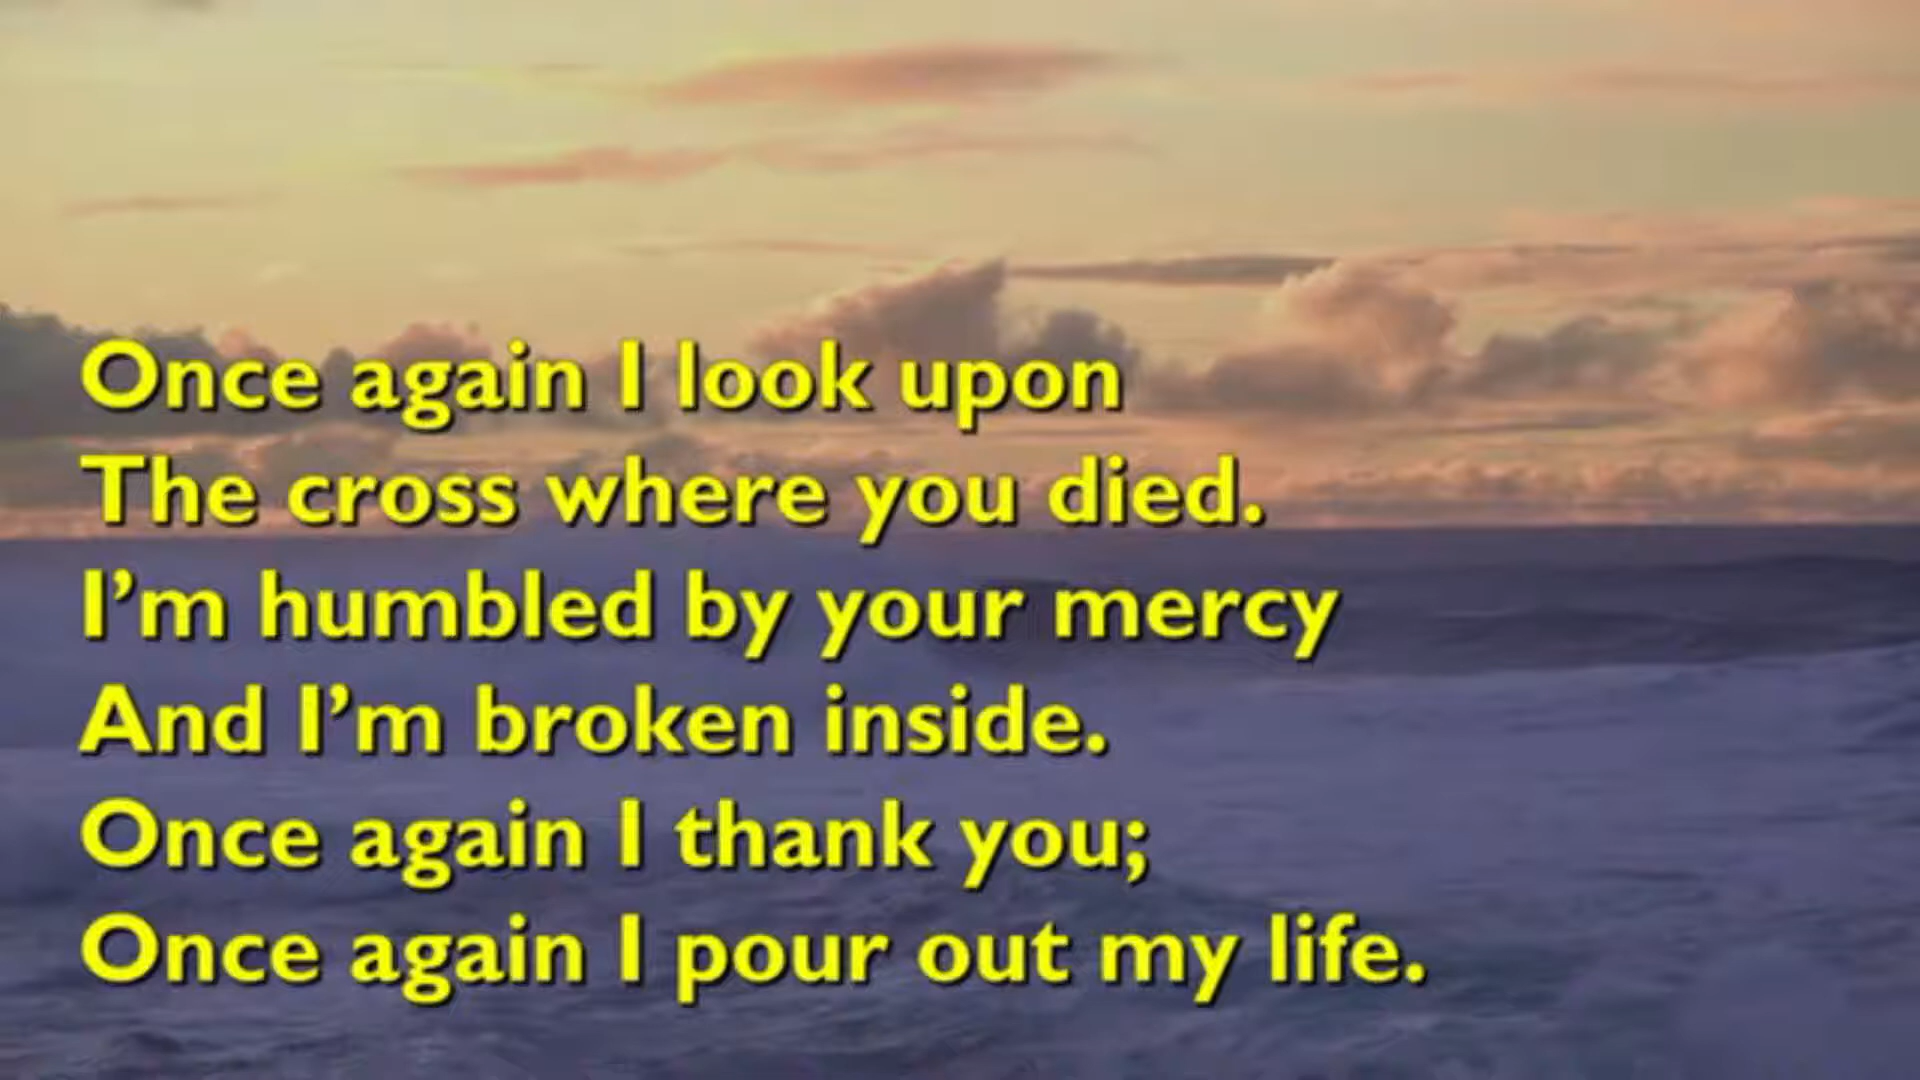 Once again I look upon
The cross where you died.
I’m humbled by your mercy
And I’m broken inside.
Once again I thank you;
Once again I pour out my life.